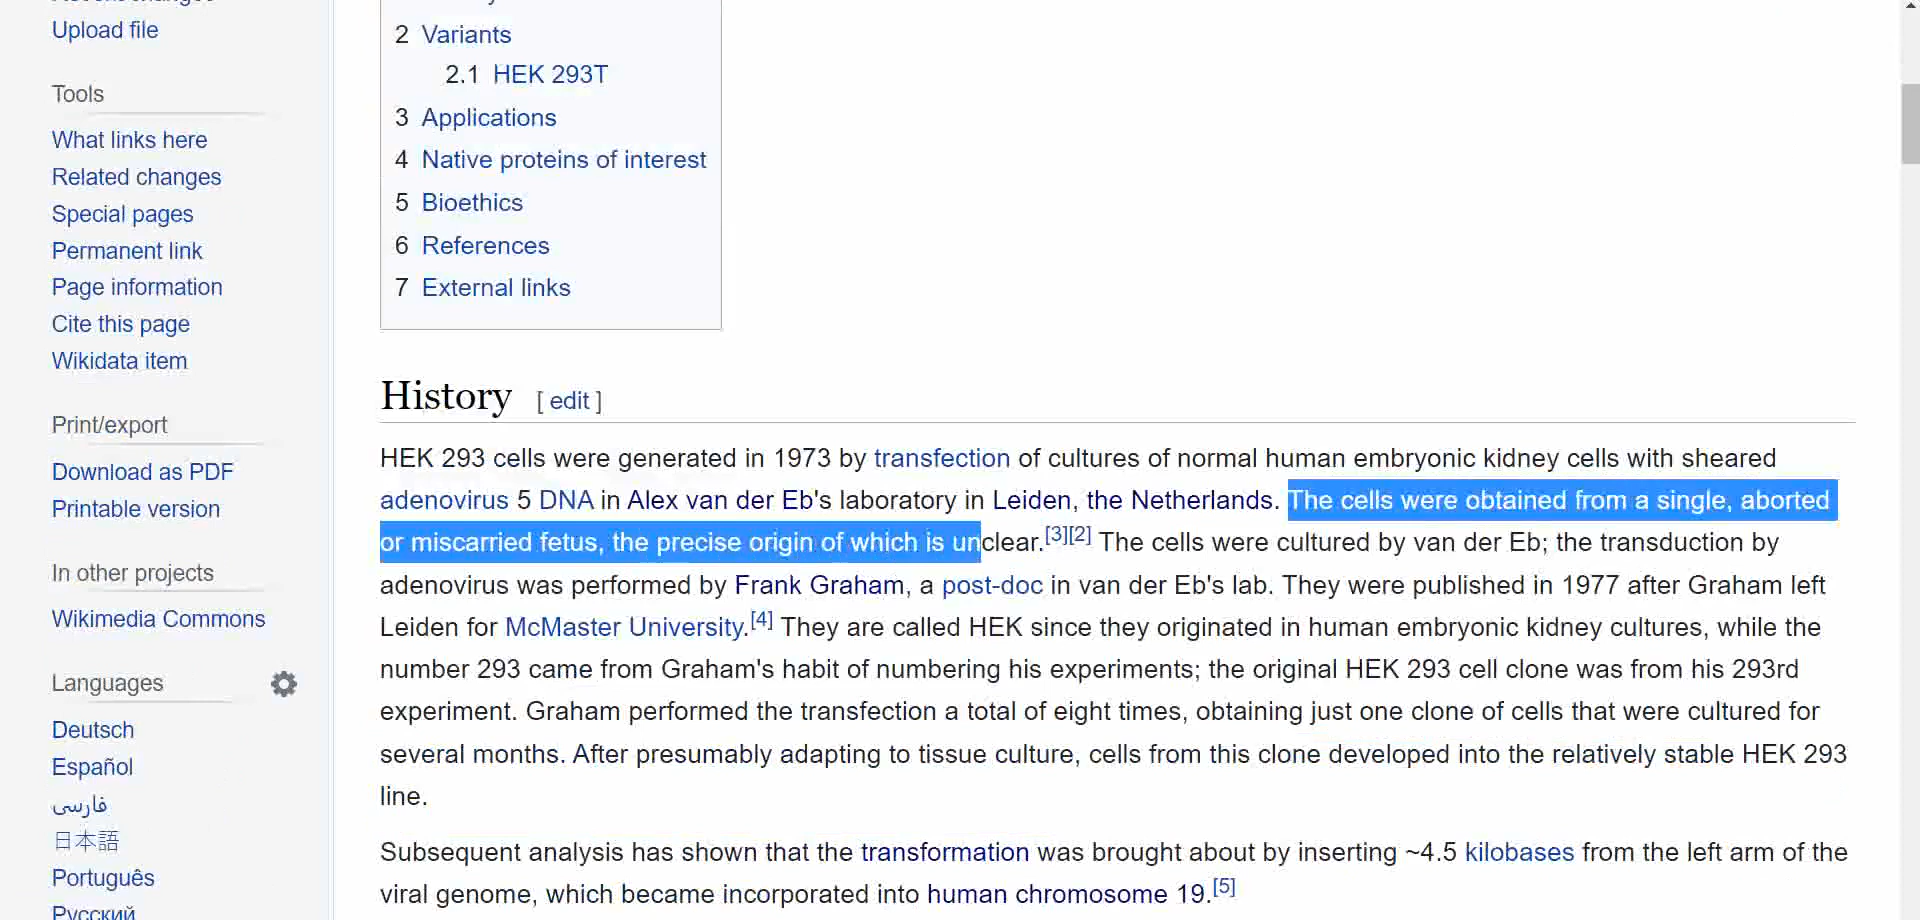 Upload file
Tools
What links here
Related changes
Special pages
Permanent link
Page information
Cite this page
Wikidata item
Print/export
Download as PDF
Printable version
In other projects
Wikimedia Commons
Languages
Deutsch
Español
فارسی
日本語
Português
Русский
2 Variants
2.1 HEK 293T
3 Applications
4 Native proteins of interest
5 Bioethics
6 References
7 External links
History [ edit ]
HEK 293 cells were generated in 1973 by transfection of cultures of normal human embryonic kidney cells with sheared
adenovirus 5 DNA in Alex van der Eb's laboratory in Leiden, the Netherlands. The cells were obtained from a single, aborted
or miscarried fetus, the precise origin of which is unclear.[3][2] The cells were cultured by van der Eb; the transduction by
adenovirus was performed by Frank Graham, a post-doc in van der Eb's lab. They were published in 1977 after Graham left
Leiden for McMaster University.[4] They are called HEK since they originated in human embryonic kidney cultures, while the
number 293 came from Graham's habit of numbering his experiments; the original HEK 293 cell clone was from his 293rd
experiment. Graham performed the transfection a total of eight times, obtaining just one clone of cells that were cultured for
several months. After presumably adapting to tissue culture, cells from this clone developed into the relatively stable HEK 293
line.
Subsequent analysis has shown that the transformation was brought about by inserting ~4.5 kilobases from the left arm of the
viral genome, which became incorporated into human chromosome 19.[5]